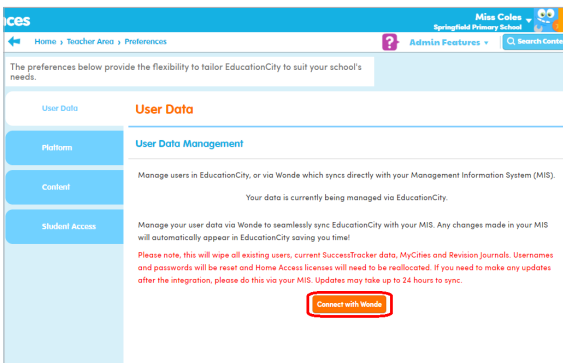 nces
Miss Coles
Springfield Primary School
Home › Teacher Area › Preferences
? Admin Features
Search Conte
The preferences below provide the flexibility to tailor EducationCity to suit your school's
needs.
User Data
Platform
Content
Student Access
User Data
User Data Management
Manage users in EducationCity, or via Wonde which syncs directly with your Management Information System (MIS).
Your data is currently being managed via EducationCity.
Manage your user data via Wonde to seamlessly sync EducationCity with your MIS. Any changes made in your MIS
will automatically appear in EducationCity saving you time!
Please note, this will wipe all existing users, current SuccessTracker data, MyCities and Revision Journals. Usernames
and passwords will be reset and Home Access licenses will need to be reallocated. If you need to make any updates
after the integration, please do this via your MIS. Updates may take up to 24 hours to sync.
Connect with Wonde